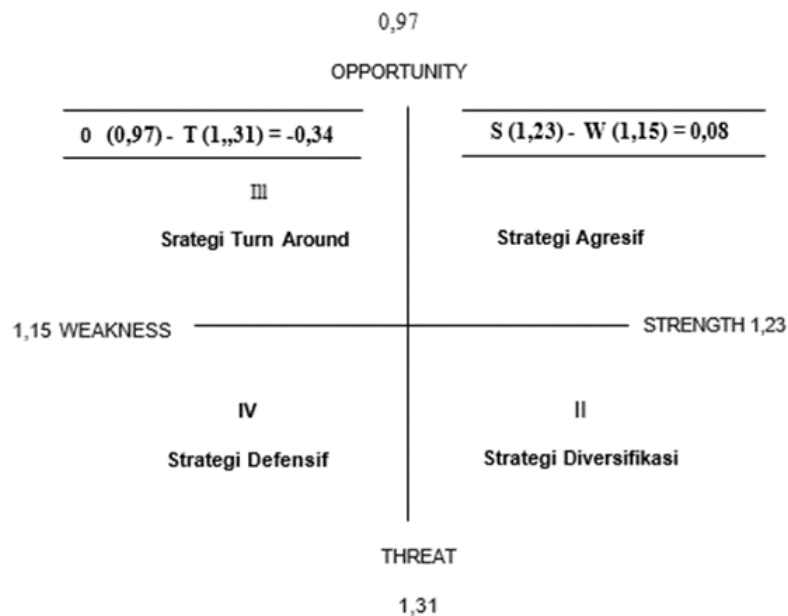 0,97
OPPORTUNITY
0 (0,97) - T (1,,31) = -0,34
S (1,23) - W (1,15) = 0,08
III
Srategi Turn Around
Strategi Agresif
1,15 WEAKNESS
STRENGTH 1,23
IV
II
Strategi Defensif
Strategi Diversifikasi
THREAT
1,31